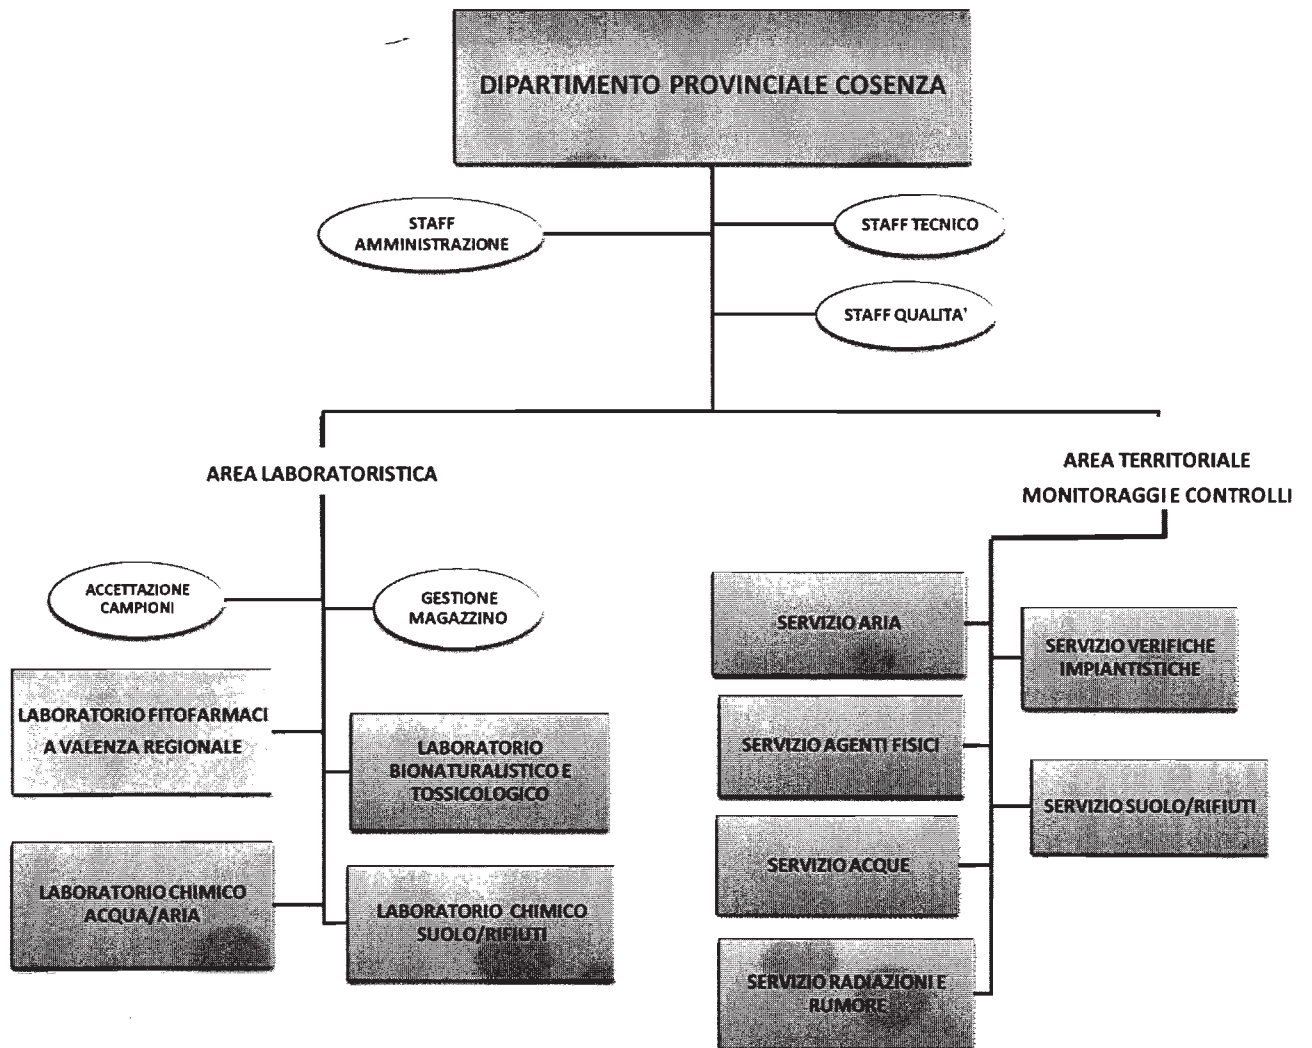 DIPARTIMENTO PROVINCIALE COSENZA
STAFF
AMMINISTRAZIONE
STAFF TECNICO
STAFF QUALITA'
AREA LABORATORISTICA
ACCETTAZIONE
CAMPIONI
GESTIONE
MAGAZZINO
LABORATORIO FITOFARMACI
A VALENZA REGIONALE
LABORATORIO
BIONATURALISTICO E
TOSSICOLOGICO
LABORATORIO CHIMICO
ACQUA/ARIA
LABORATORIO CHIMICO
SUOLO/RIFIUTI
AREA TERRITORIALE
MONITORAGGI E CONTROLLI
SERVIZIO ARIA
SERVIZIO VERIFICHE
IMPIANTISTICHE
SERVIZIO AGENTI FISICI
SERVIZIO SUOLO/RIFIUTI
SERVIZIO ACQUE
SERVIZIO RADIAZIONI E
RUMORE